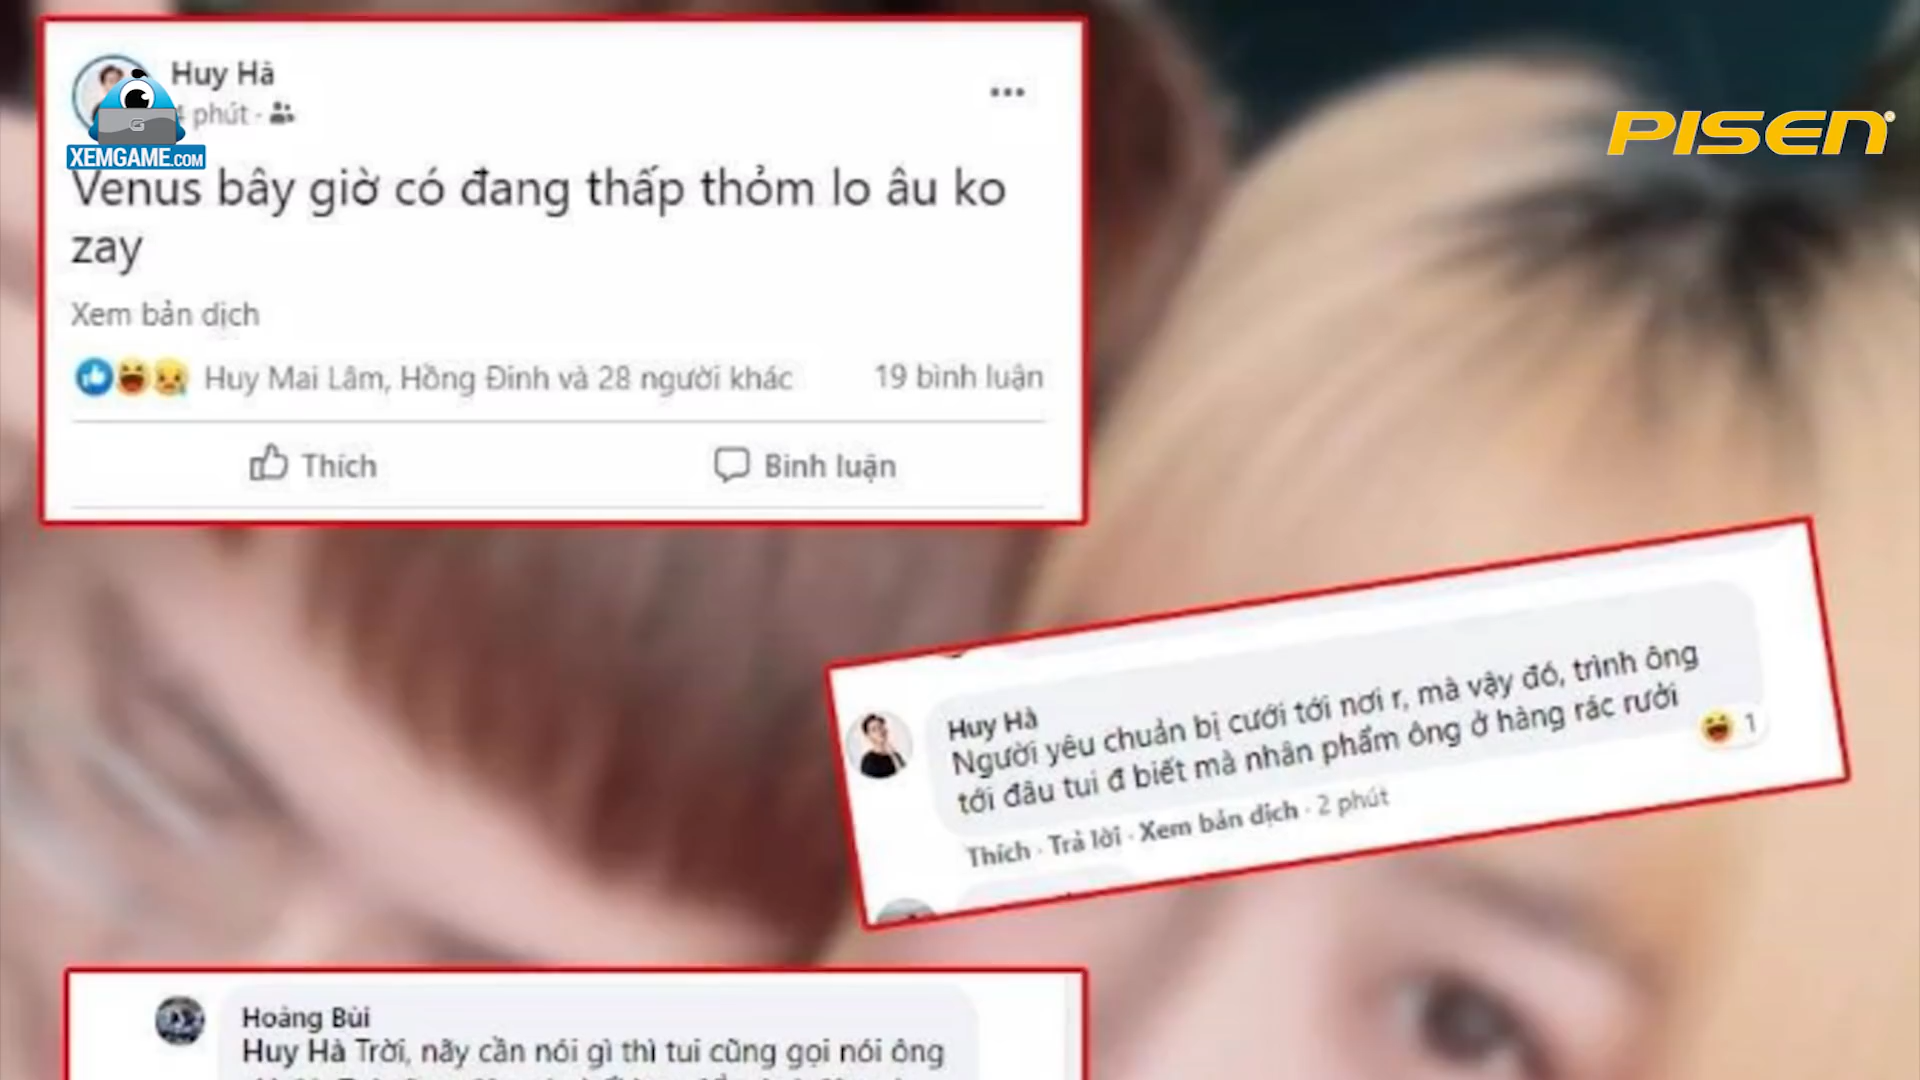 Huy Hà
phút
XEMGAME.COM
PISEN
Venus bây giờ có đang thấp thỏm lo âu ko
zay
Xem bản dịch
Huy Mai Lâm, Hồng Đinh và 28 người khác
19 bình luận
Thích
Bình luận
Huy Hà
Người yêu chuẩn bị cưới tới nơi r, mà vậy đó, trình ông
tới đâu tui đ biết mà nhân phẩm ông ở hàng rác rưởi
1
Thích · Trả lời · Xem bản dịch · 2 phút
Hoàng Bùi
Huy Hà Trời, nãy cần nói gì thì tui cũng gọi nói ông